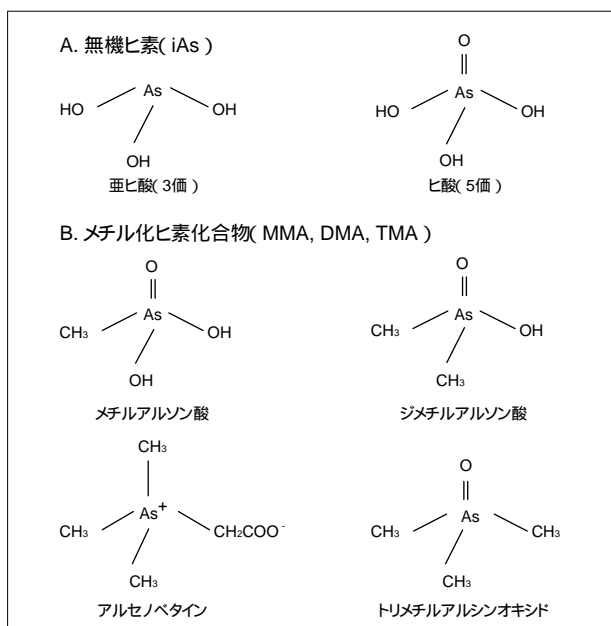 A. 無機ヒ素( iAs)
O
As
HO
OH
OH
亜ヒ酸( 3価)
As
HO
OH
OH
ヒ酸( 5価)
B. メチル化ヒ素化合物( MMA, DMA, TMA )
O
As
CH3
OH
OH
メチルアルソン酸
O
As
CH3
OH
CH3
ジメチルアルソン酸
CH3
As+
CH3
CH2COO-
CH3
アルセノベタイン
O
As
CH3
CH3
CH3
トリメチルアルシンオキシド